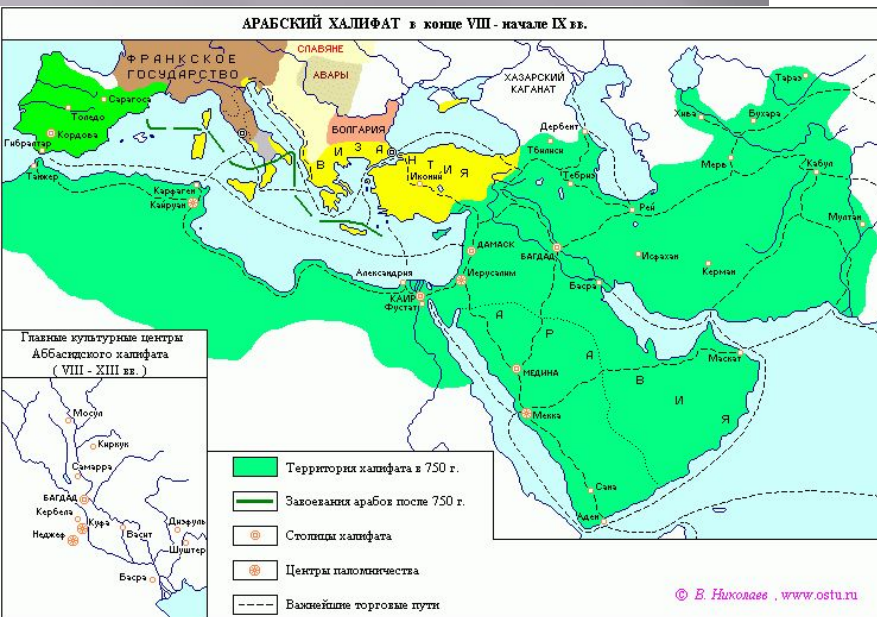 АРАБСКИЙ ХАЛИФАТ в конце VIII - начале IX вв.
ФРАНКСКОЕ
ГОСУДАРСТВО
СЛАВЯНЕ
АВАРЫ
ХАЗАРСКИЙ
КАГАНАТ
Тараз
Сарагоса
Толедо
Кордова
Гибралтар
Танжер
БОЛГАРИЯ
ВИЗАНТИЯ
Иконий
Дербент
Тбилиси
Тебриз
Хива
Бухара
Мерь
Кабул
Рей
Мултан
Карфаген
Кайруан
ДАМАСК
БАГДАД
Исфахан
Керман
Александрия
Иерусалим
Басра
КАИР
Фустат
АРАВИЯ
Маскат
МЕДИНА
Мекка
Сана
Аден
Главные культурные центры
Аббасидского халифата
( VIII - XIII вв. )
Мосул
Киркук
Самарра
БАГДАД
Кербела
Куфа
Неджеф
Васит
Дизфуль
Шуштер
Басра
Территория халифата в 750 г.
Завоевания арабов после 750 г.
Столицы халифата
Центры паломничества
Важнейшие торговые пути
© В. Николаев , www.ostu.ru